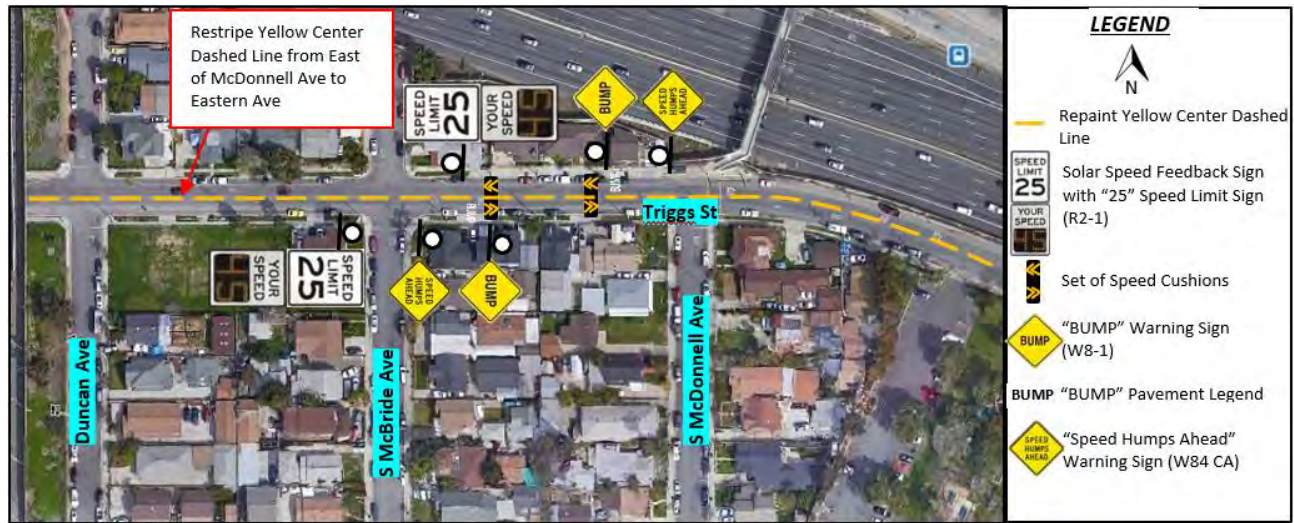 Restripe Yellow Center
Dashed Line from East
of McDonnell Ave to
Eastern Ave
SPEED
LIMIT
25
YOUR
SPEED
BUMP
SPEED
HUMPS
AHEAD
BUMP
BUMP
Triggs St
YOUR
SPEED
SPEED
LIMIT
25
SPEED
HUMPS
AHEAD
BUMP
Duncan Ave
S McBride Ave
S McDonnell Ave
LEGEND
N
Repaint Yellow Center Dashed
Line
SPEED
LIMIT
25
YOUR
SPEED
Solar Speed Feedback Sign
with “25” Speed Limit Sign
(R2-1)
Set of Speed Cushions
BUMP
“BUMP” Warning Sign
(W8-1)
BUMP “BUMP” Pavement Legend
SPEED
HUMPS
AHEAD
“Speed Humps Ahead”
Warning Sign (W84 CA)